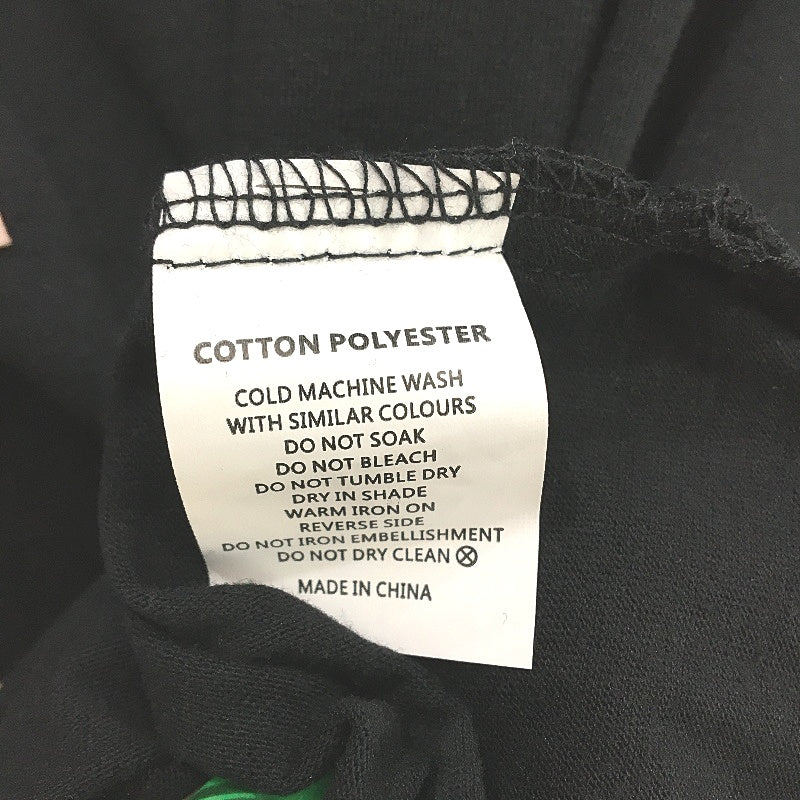 COTTON POLYESTER
COLD MACHINE WASH
WITH SIMILAR COLOURS
DO NOT SOAK
DO NOT BLEACH
DO NOT TUMBLE DRY
DRY IN SHADE
WARM IRON ON
REVERSE SIDE
DO NOT IRON EMBELLISHMENT
DO NOT DRY CLEAN
MADE IN CHINA